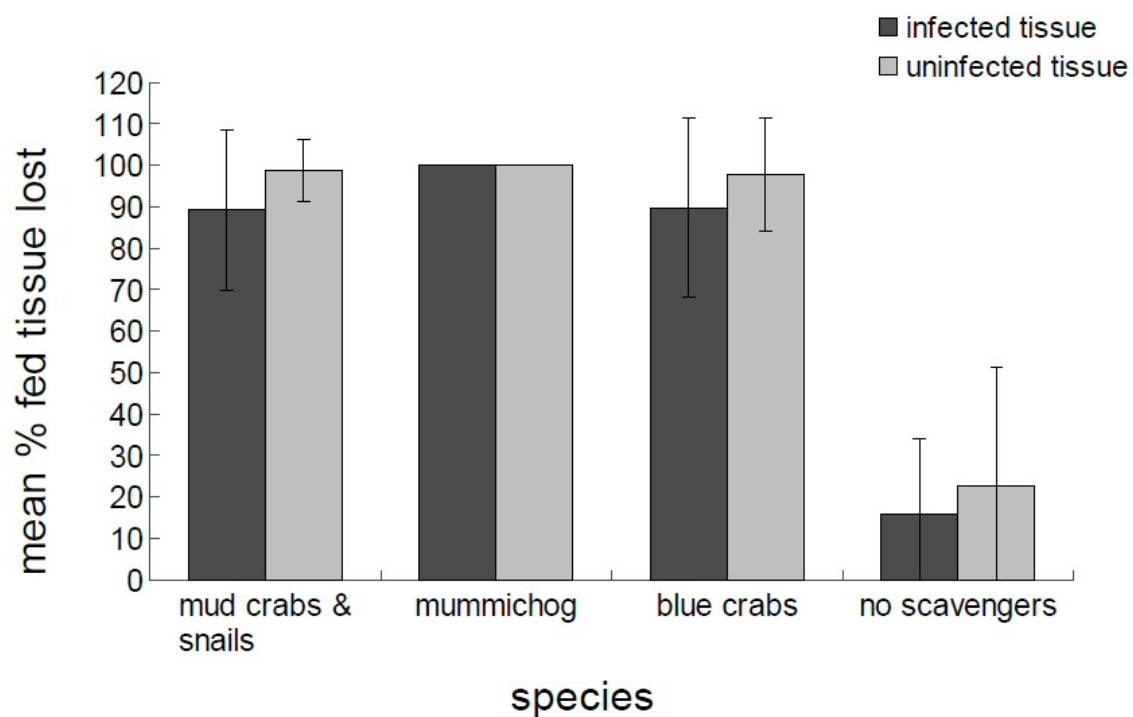 infected tissue
uninfected tissue
mean % fed tissue lost
120
110
100
90
80
70
60
50
40
30
20
10
0
mud crabs &
snails
mummichog
blue crabs
no scavengers
species